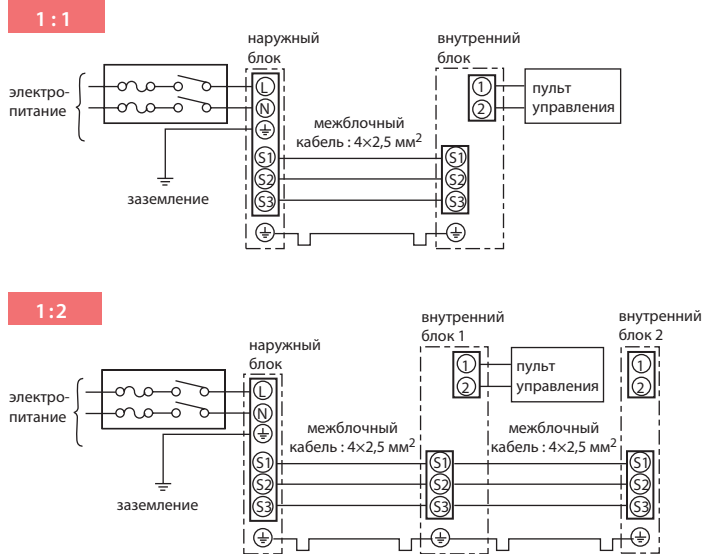 1 : 1
наружный
блок
внутренний
блок
электро-
питание
L
N
S1
S2
S3
заземление
межблочный
кабель : 4×2,5 мм²
S1
S2
S3
1
2
пульт
управления
1:2
наружный
блок
внутренний
блок 1
внутренний
блок 2
электро-
питание
L
N
S1
S2
S3
заземление
межблочный
кабель : 4×2,5 мм²
1
2
пульт
управления
S1
S2
S3
межблочный
кабель : 4×2,5 мм²
1
2
S1
S2
S3